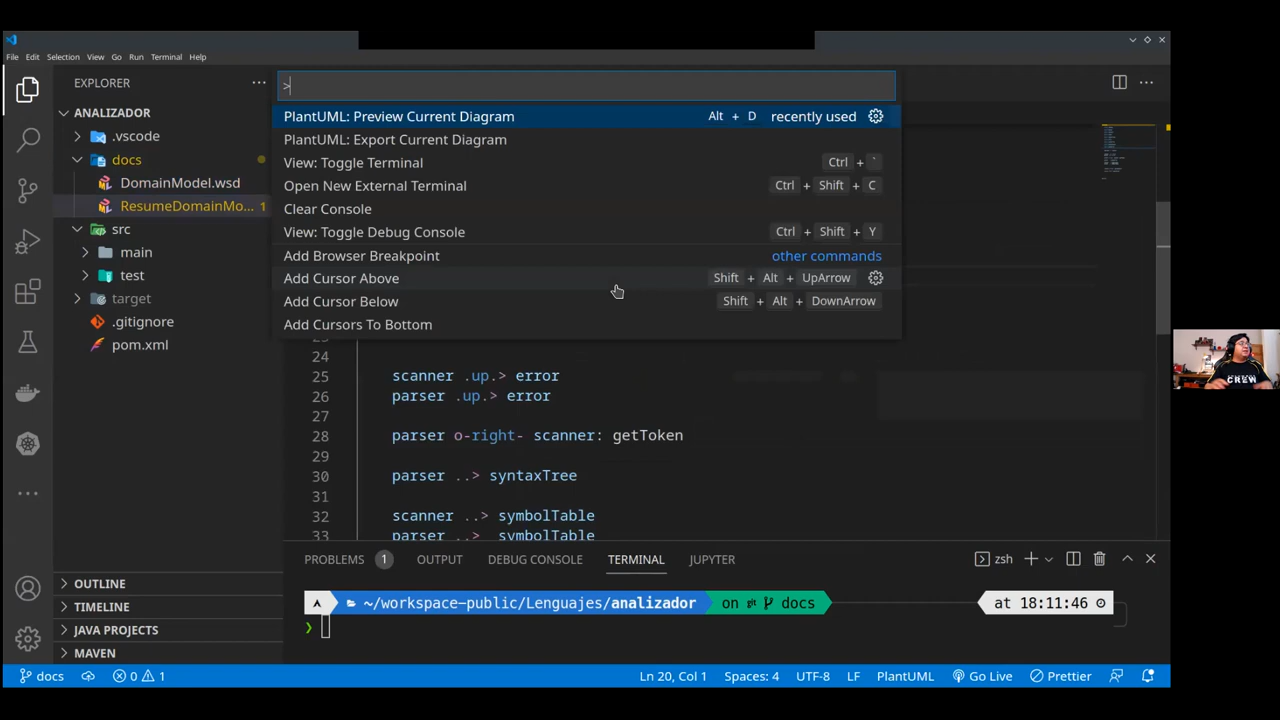 File Edit Selection View Go Run Terminal Help
EXPLORER
ANALIZADOR
.vscode
docs
DomainModel.wsd
ResumeDomainMo... 1
src
main
test
target
.gitignore
pom.xml
OUTLINE
TIMELINE
JAVA PROJECTS
MAVEN
>
PlantUML: Preview Current Diagram Alt + D recently used
PlantUML: Export Current Diagram
View: Toggle Terminal Ctrl + `
Open New External Terminal Ctrl + Shift + C
Clear Console
View: Toggle Debug Console Ctrl + Shift + Y
Add Browser Breakpoint other commands
Add Cursor Above Shift + Alt + UpArrow
Add Cursor Below Shift + Alt + DownArrow
Add Cursors To Bottom
23
24
25 scanner .up.> error
26 parser .up.> error
27
28 parser o-right- scanner: getToken
29
30 parser ..> syntaxTree
31
32 scanner ..> symbolTable
33 parser ..> symbolTable
PROBLEMS 1 OUTPUT DEBUG CONSOLE TERMINAL JUPYTER zsh
~/workspace-public/Lenguajes/analizador on git docs at 18:11:46
❯
docs 0 1 Ln 20, Col 1 Spaces: 4 UTF-8 LF PlantUML Go Live Prettier
CREW